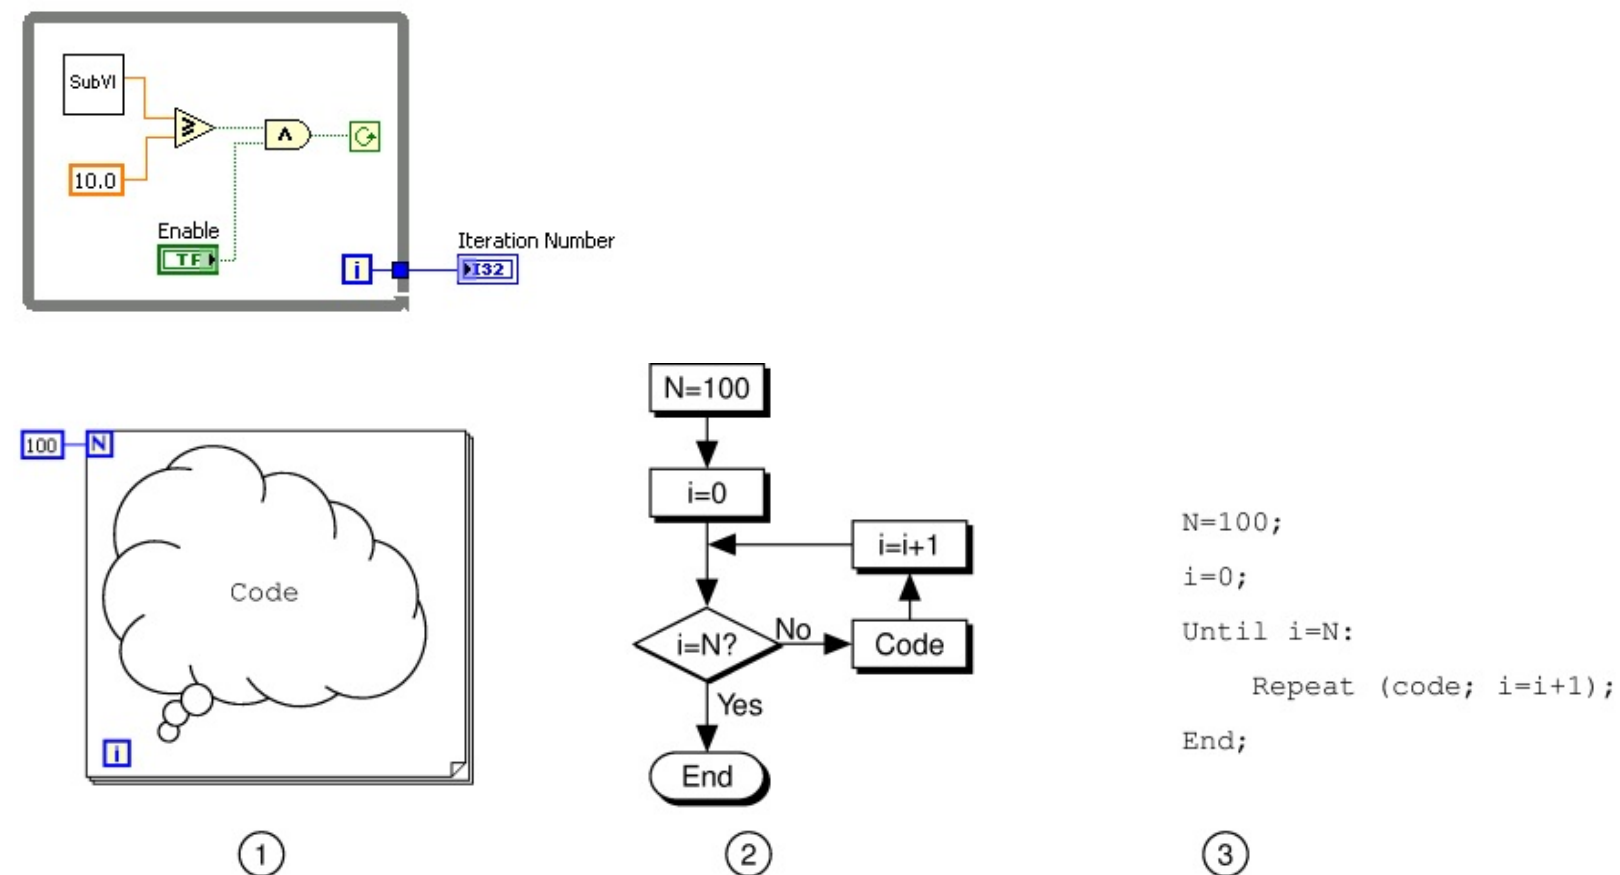 SubVI
≥
10.0
∧
Enable
TF
i
Iteration Number
I32
100
N
Code
i
N=100
i=0
i=i+1
i=N?
No
Code
Yes
End
N=100;
i=0;
Until i=N:
Repeat (code; i=i+1);
End;
1
2
3